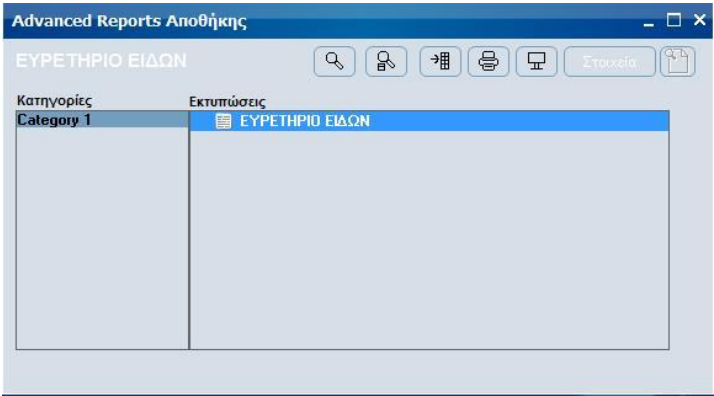 Advanced Reports Αποθήκης
ΕΥΡΕΤΗΡΙΟ ΕΙΔΩΝ
Στοιχεία
Κατηγορίες
Εκτυπώσεις
Category 1
ΕΥΡΕΤΗΡΙΟ ΕΙΔΩΝ